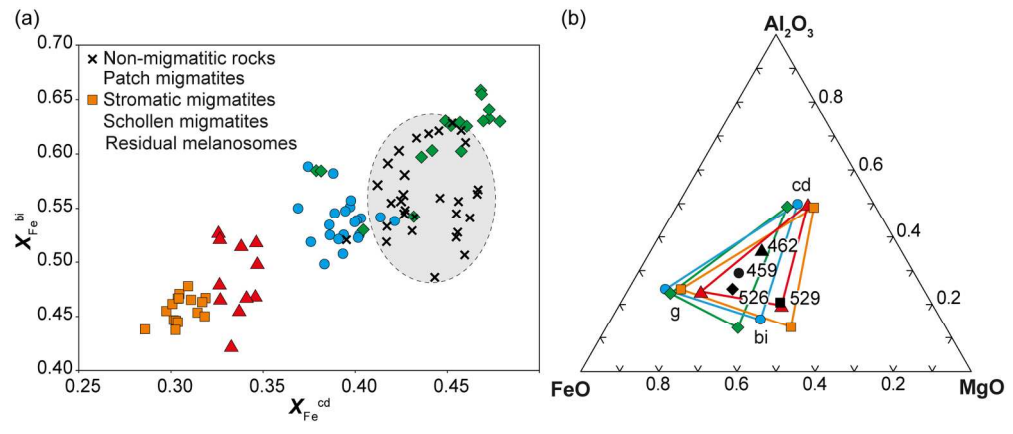 (a)
0.70
0.65
0.60
0.55
0.50
0.45
0.40
X Fe bi
Non-migmatitic rocks
Patch migmatites
Stromatic migmatites
Schollen migmatites
Residual melanosomes
0.25
0.30
0.35
0.40
0.45
X Fe cd
(b)
Al₂O₃
0.8
0.6
0.4
0.2
cd
462
459
526
529
g
bi
FeO
MgO
0.8
0.6
0.4
0.2